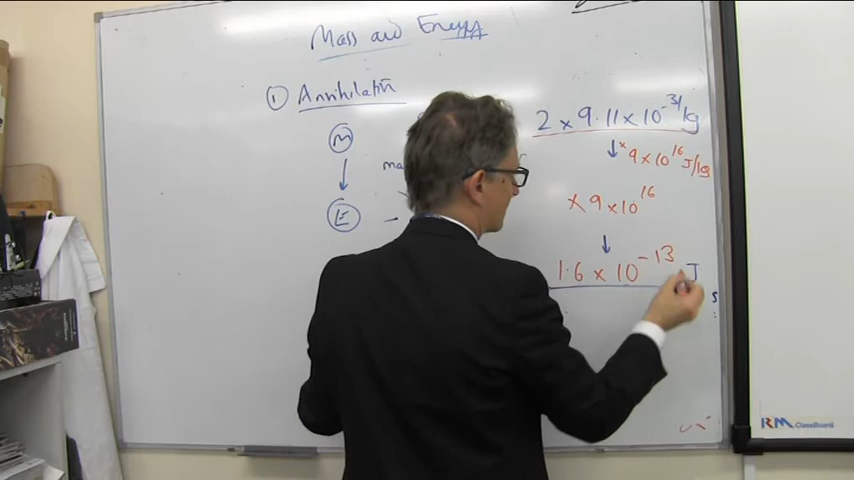 Mass and Energy
① Annihilation
2 × 9.11 × 10⁻³¹ kg
M
↓ × 9 × 10¹⁶ J/kg
× 9 × 10¹⁶
↓
E
↓
1.6 × 10⁻¹³ J
RM ClassBoard